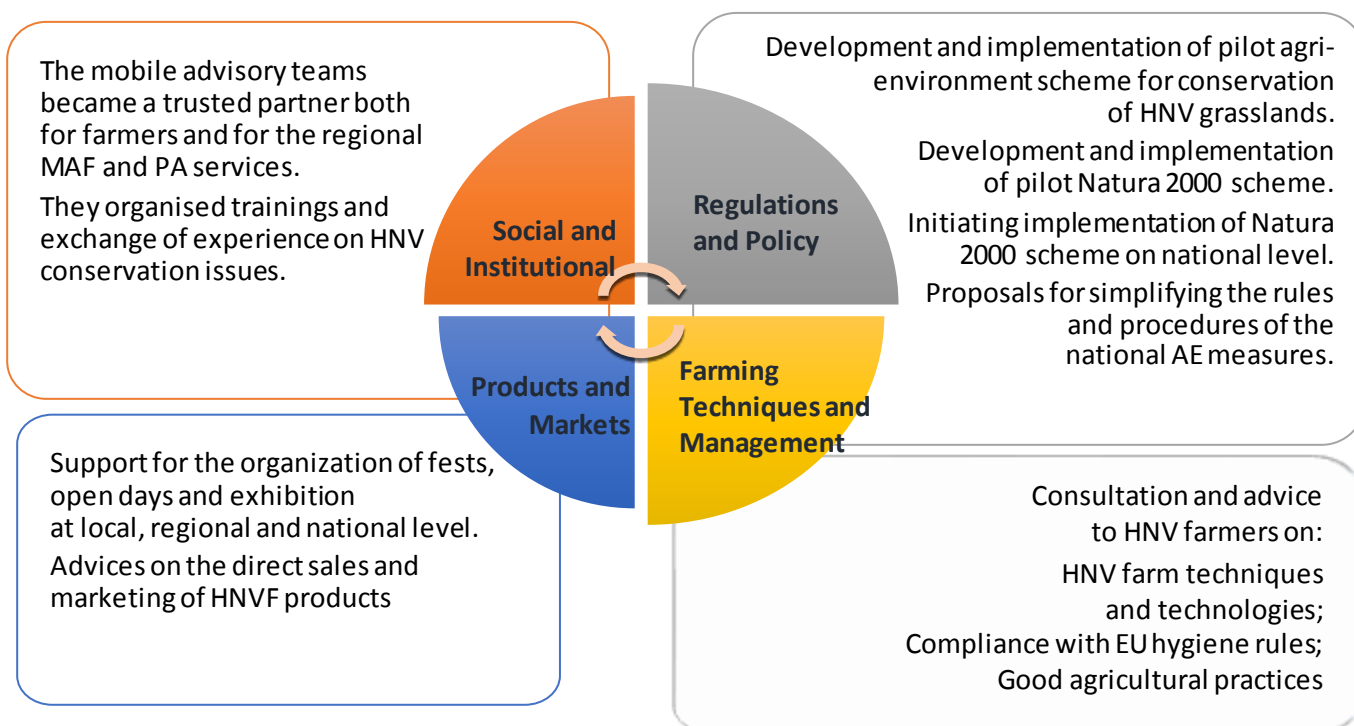 The mobile advisory teams
became a trusted partner both
for farmers and for the regional
MAF and PA services.
They organised trainings and
exchange of experience on HNV
conservation issues.
Development and implementation of pilot agri-
environment scheme for conservation
of HNV grasslands.
Development and implementation
of pilot Natura 2000 scheme.
Initiating implementation of Natura
2000 scheme on national level.
Proposals for simplifying the rules
and procedures of the
national AE measures.
Social and
Institutional
Regulations
and Policy
Products and
Markets
Farming
Techniques and
Management
Support for the organization of fests,
open days and exhibition
at local, regional and national level.
Advices on the direct sales and
marketing of HNVF products
Consultation and advice
to HNV farmers on:
HNV farm techniques
and technologies;
Compliance with EU hygiene rules;
Good agricultural practices